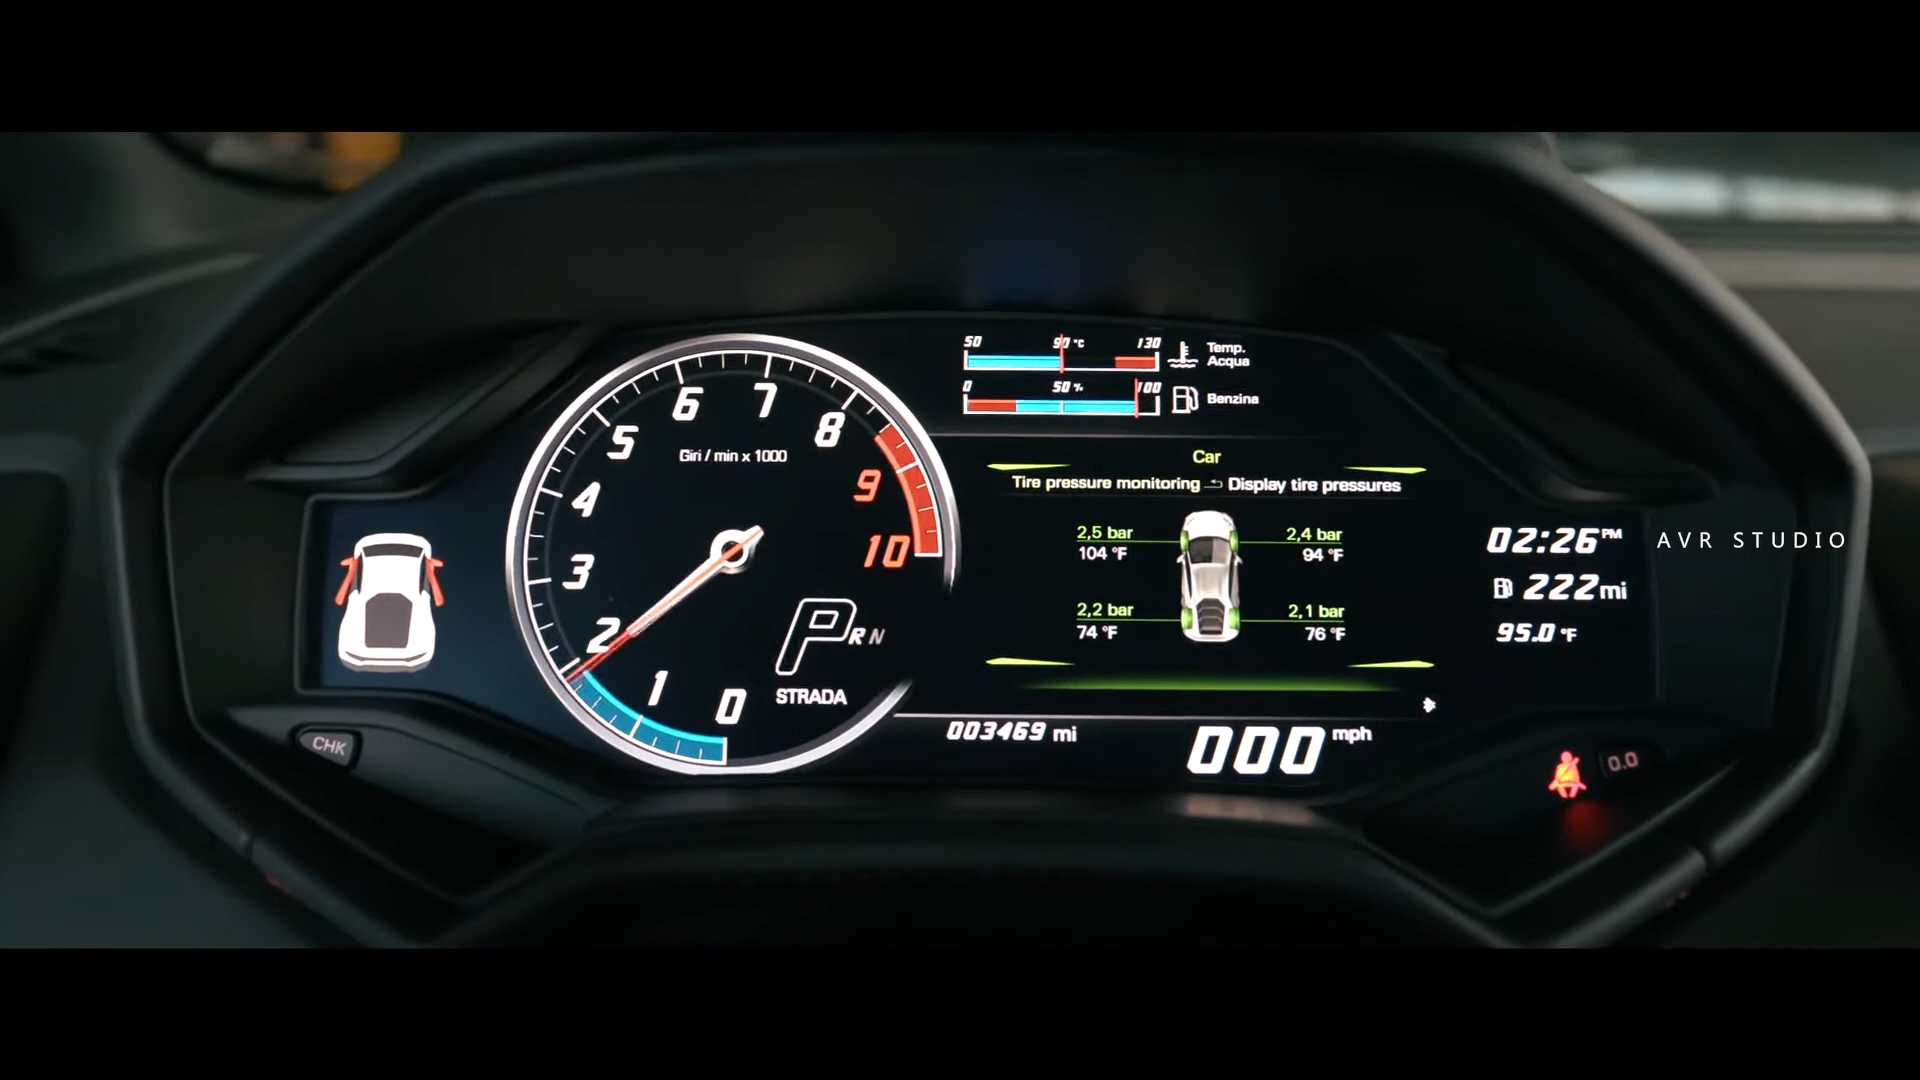 50 90 °C 130
Temp.
Acqua
0 50 % 100
Benzina
0 1 2 3 4 5 6 7 8 9 10
Giri / min x 1000
P R N
STRADA
Car
Tire pressure monitoring Display tire pressures
2,5 bar 2,4 bar
104 °F 94 °F
2,2 bar 2,1 bar
74 °F 76 °F
02:26 PM
222 mi
95.0 °F
AVR STUDIO
003469 mi
000 mph
CHK
0.0